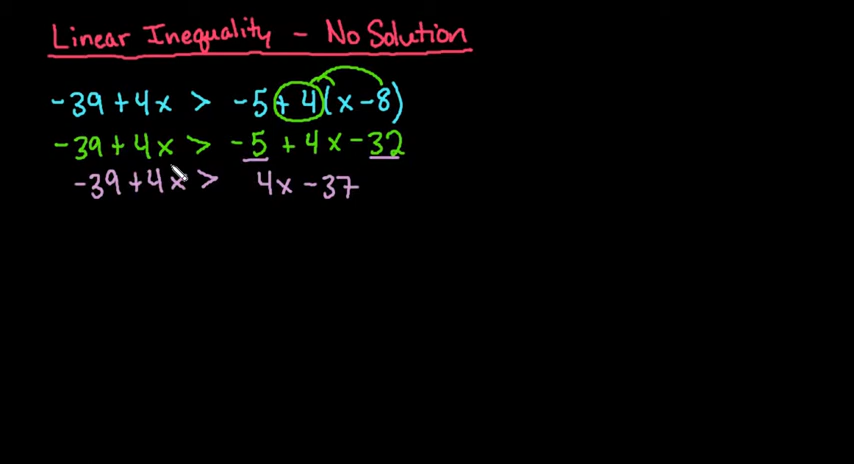 Linear Inequality - No Solution
-39 + 4x > -5 + 4(x - 8)
-39 + 4x > -5 + 4x - 32
-39 + 4x > 4x - 37